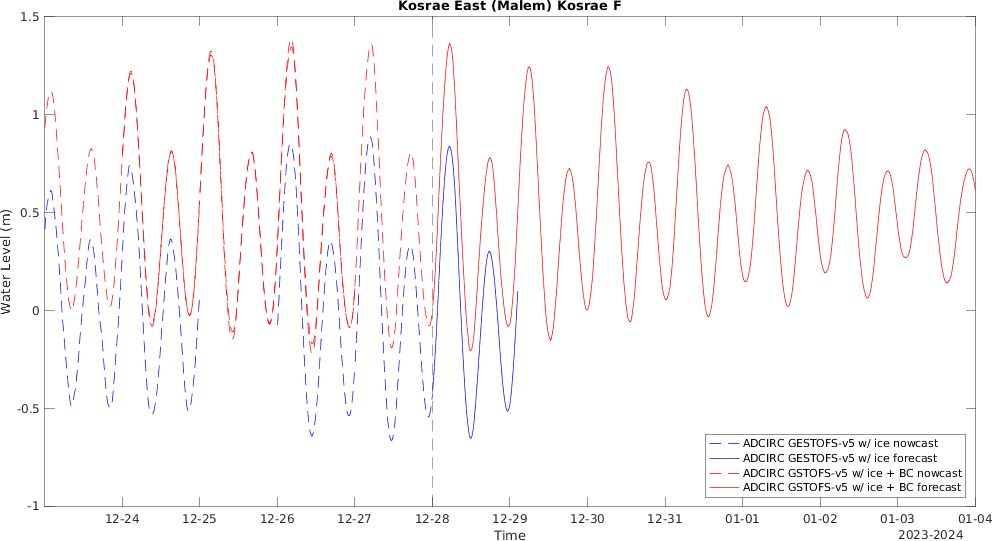 Kosrae East (Malem) Kosrae F
1.5
1
0.5
0
-0.5
-1
Water Level (m)
12-24
12-25
12-26
12-27
12-28
12-29
12-30
12-31
01-01
01-02
01-03
01-04
Time
2023-2024
ADCIRC GESTOFS-v5 w/ ice nowcast
ADCIRC GESTOFS-v5 w/ ice forecast
ADCIRC GSTOFS-v5 w/ ice + BC nowcast
ADCIRC GSTOFS-v5 w/ ice + BC forecast